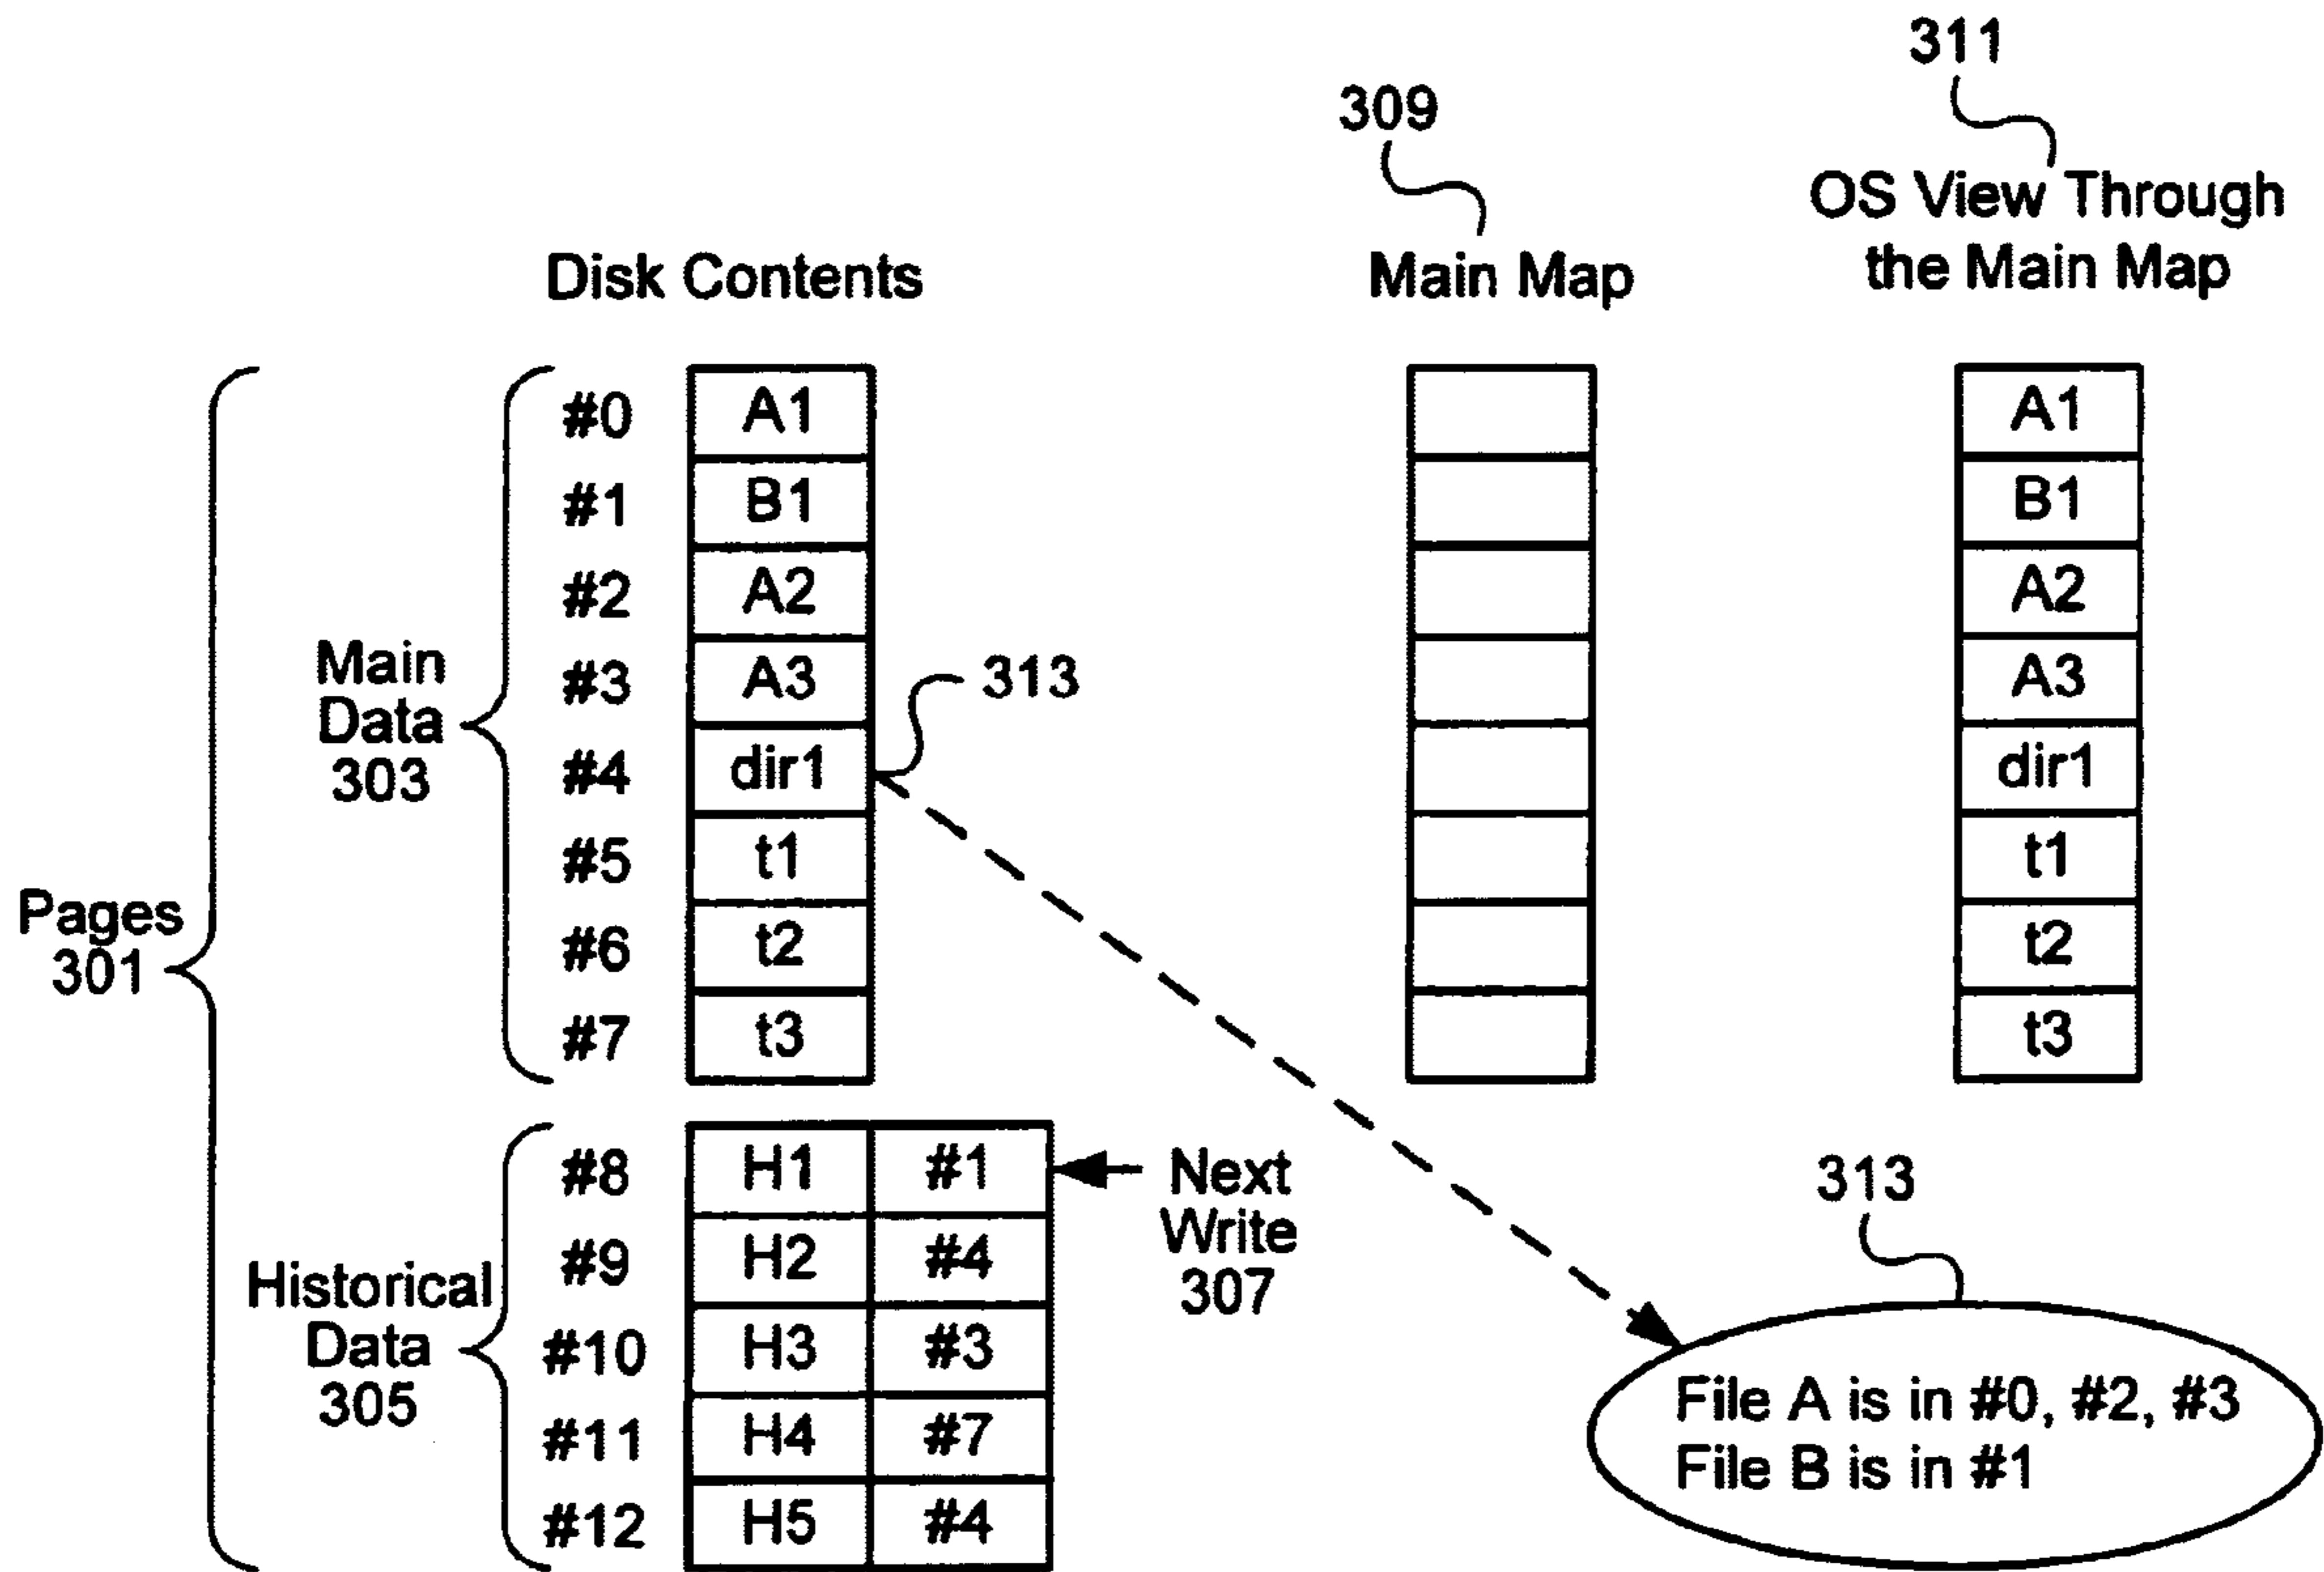 311
309
OS View Through
the Main Map
Disk Contents
Main Map
Pages
301
Main
Data
303
#0 A1
#1 B1
#2 A2
#3 A3
#4 dir1
#5 t1
#6 t2
#7 t3
313
A1
B1
A2
A3
dir1
t1
t2
t3
Historical
Data
305
#8 H1 #1
#9 H2 #4
#10 H3 #3
#11 H4 #7
#12 H5 #4
Next
Write
307
313
File A is in #0, #2, #3
File B is in #1